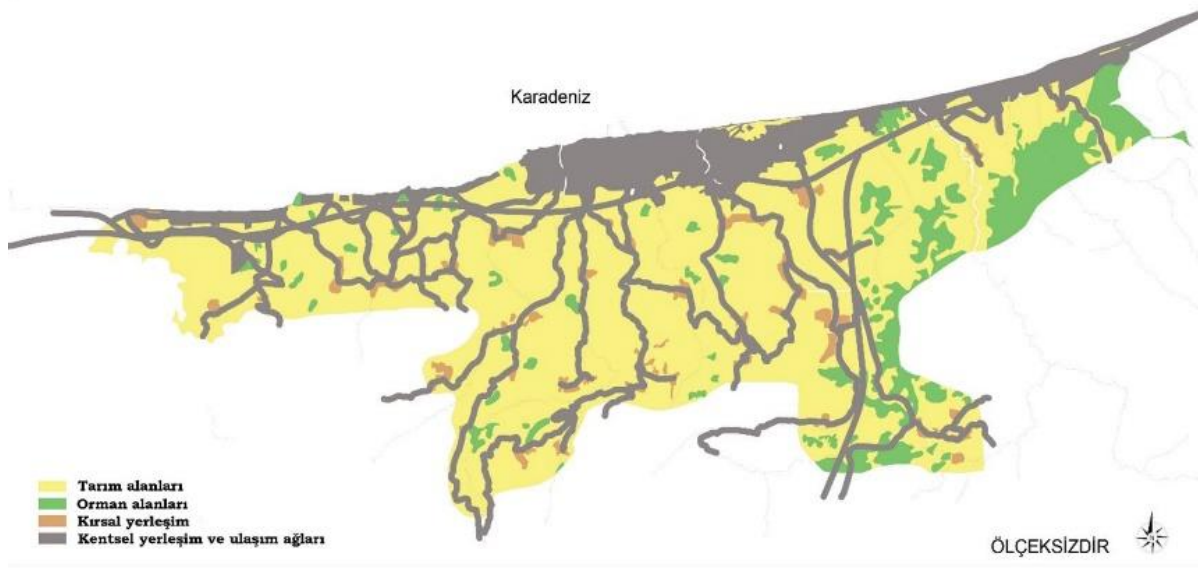 Karadeniz
Tarım alanları
Orman alanları
Kırsal yerleşim
Kentsel yerleşim ve ulaşım ağları
ÖLÇEKSİZDİR